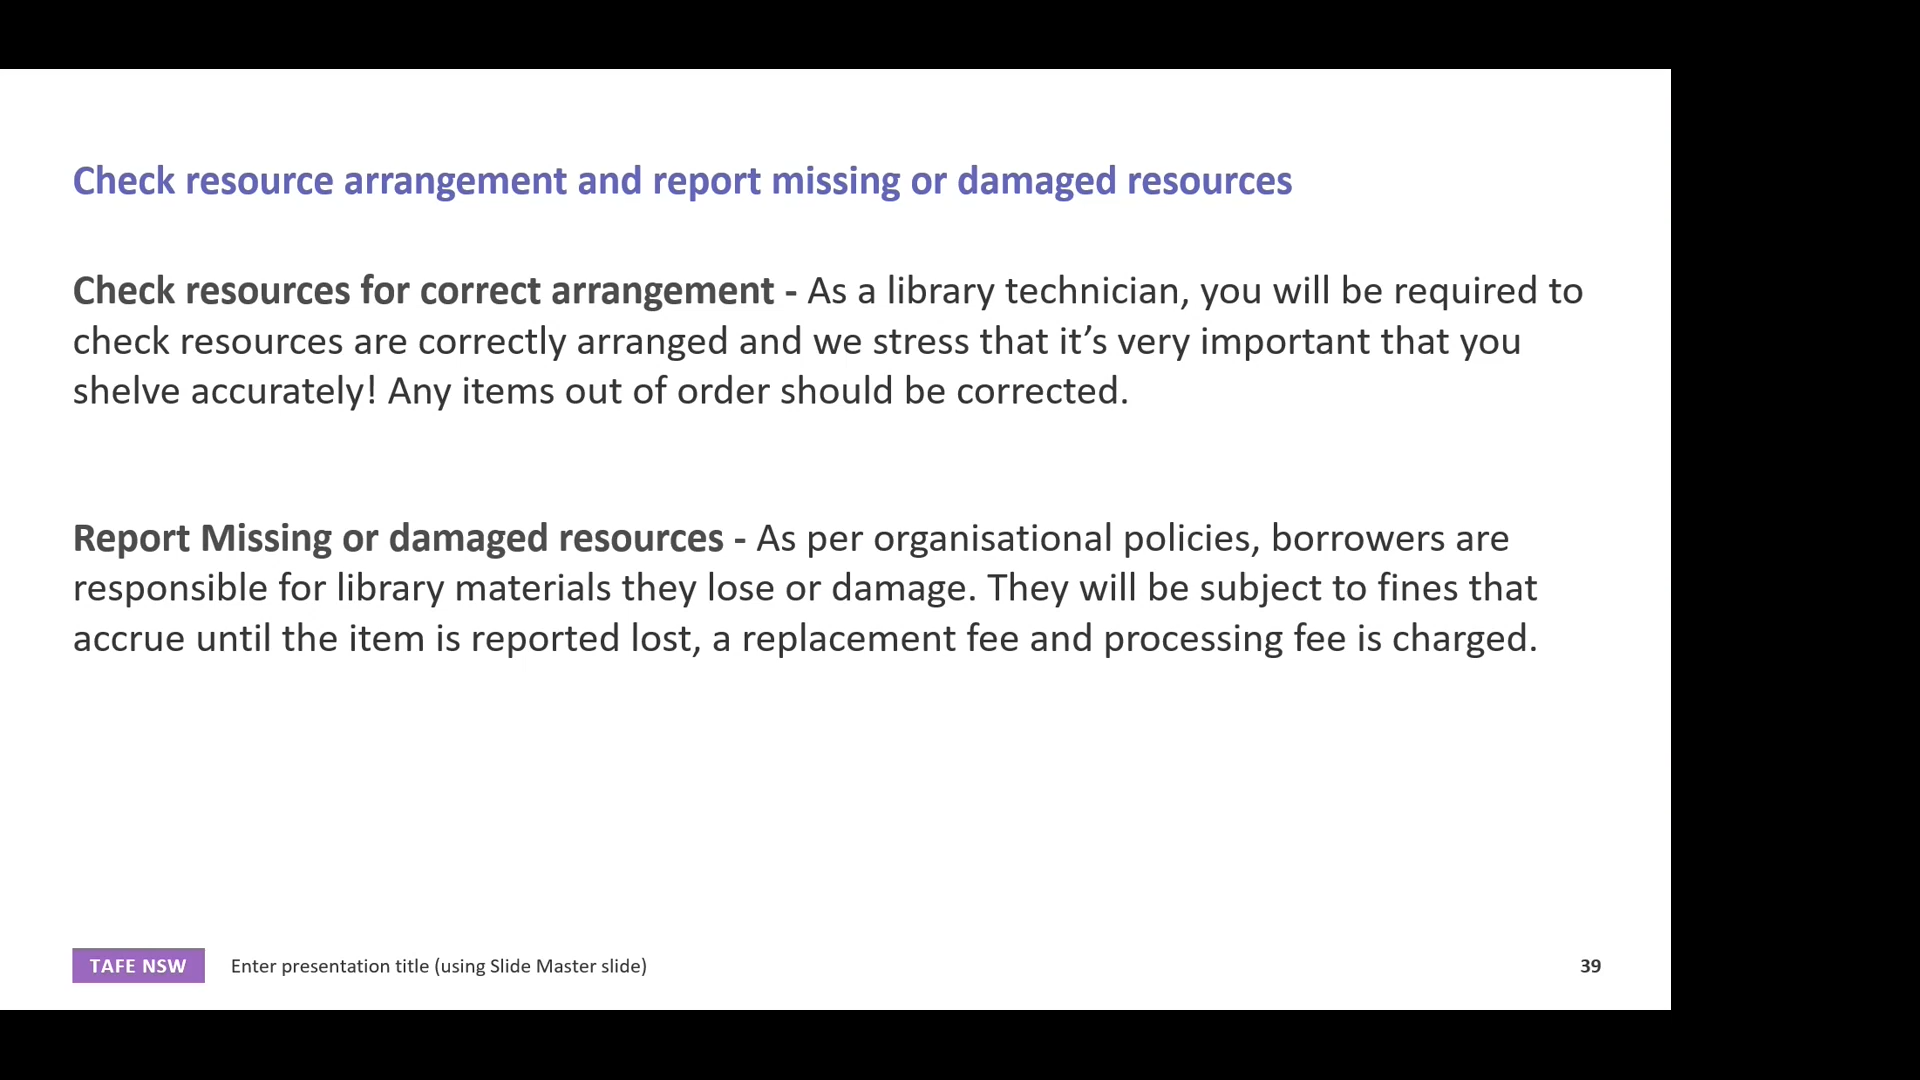 Check resource arrangement and report missing or damaged resources
Check resources for correct arrangement - As a library technician, you will be required to
check resources are correctly arranged and we stress that it’s very important that you
shelve accurately! Any items out of order should be corrected.
Report Missing or damaged resources - As per organisational policies, borrowers are
responsible for library materials they lose or damage. They will be subject to fines that
accrue until the item is reported lost, a replacement fee and processing fee is charged.
TAFE NSW Enter presentation title (using Slide Master slide) 39